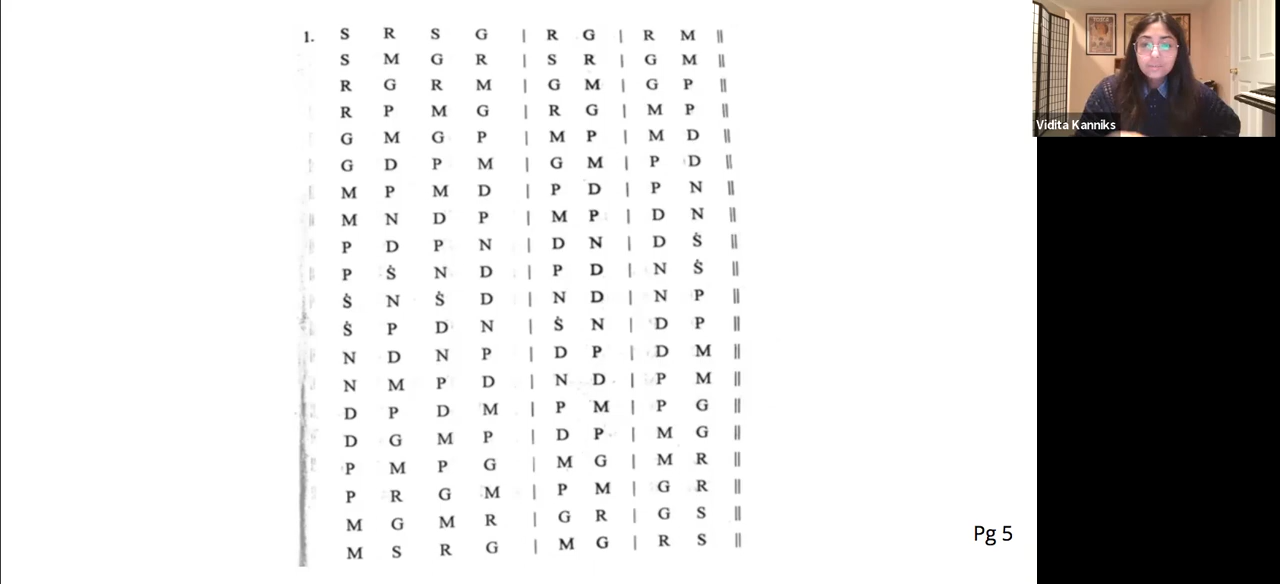 1. S R S G | R G | R M ||
S M G R | S R | G M ||
R G R M | G M | G P ||
R P M G | R G | M P ||
G M G P | M P | M D ||
G D P M | G M | P D ||
M P M D | P D | P N ||
M N D P | M P | D N ||
P D P N | D N | D Ṡ ||
P Ṡ N D | P D | N Ṡ ||
Ṡ N Ṡ D | N D | N P ||
Ṡ P D N | Ṡ N | D P ||
N D N P | D P | D M ||
N M P D | N D | P M ||
D P D M | P M | P G ||
D G M P | D P | M G ||
P M P G | M G | M R ||
P R G M | P M | G R ||
M G M R | G R | G S ||
M S R G | M G | R S ||
Pg 5
Vidita Kanniks